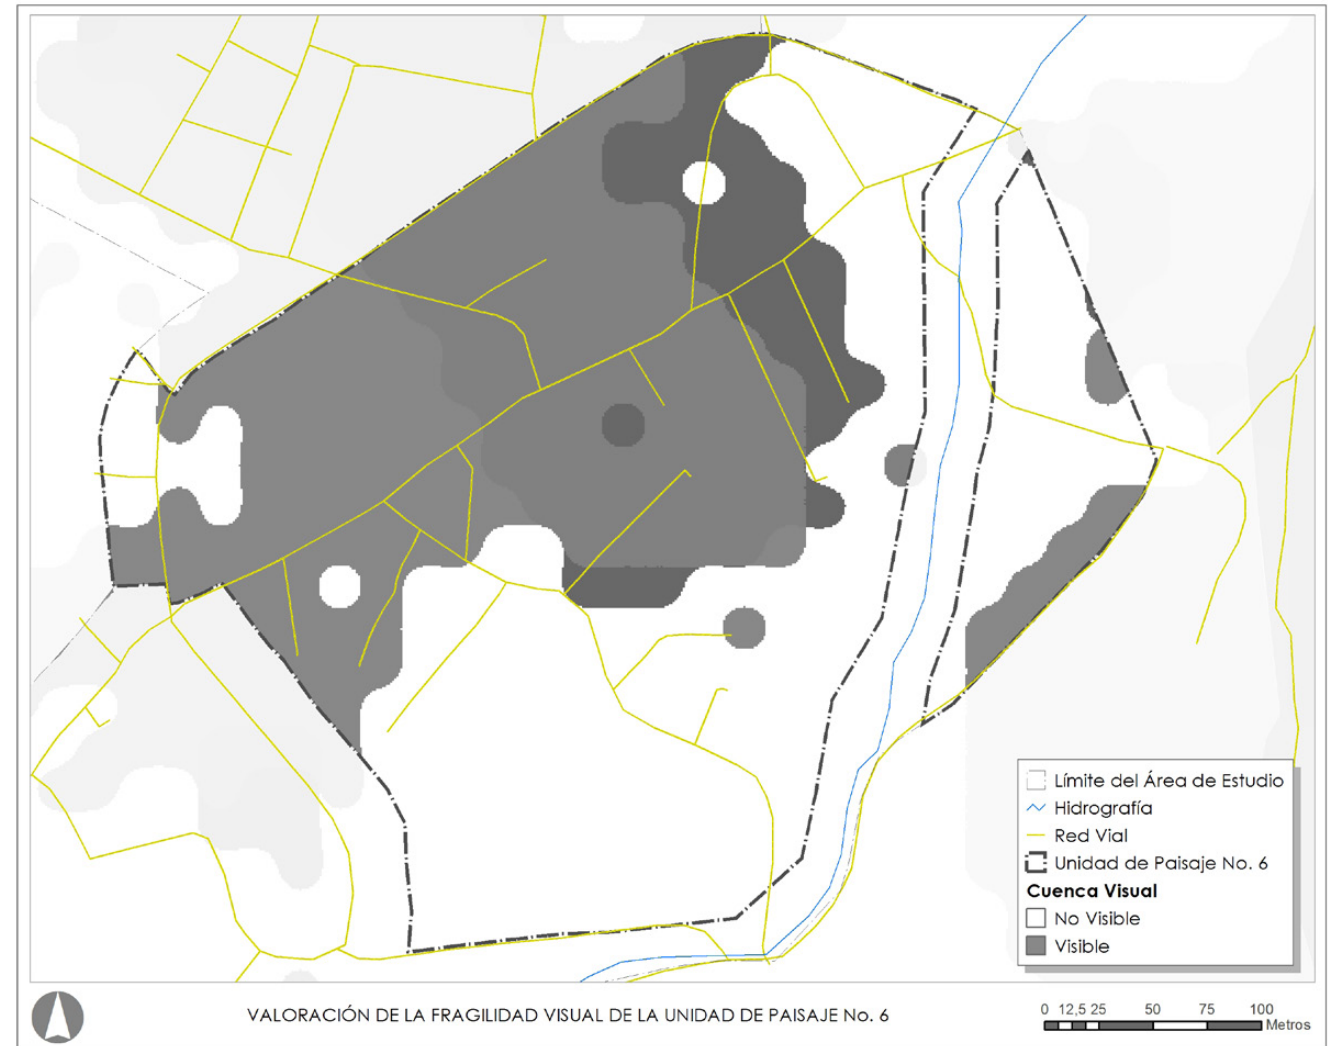 Límite del Área de Estudio
Hidrografía
Red Vial
Unidad de Paisaje No. 6
Cuenca Visual
No Visible
Visible
VALORACIÓN DE LA FRAGILIDAD VISUAL DE LA UNIDAD DE PAISAJE No. 6
0 12,5 25 50 75 100
Metros